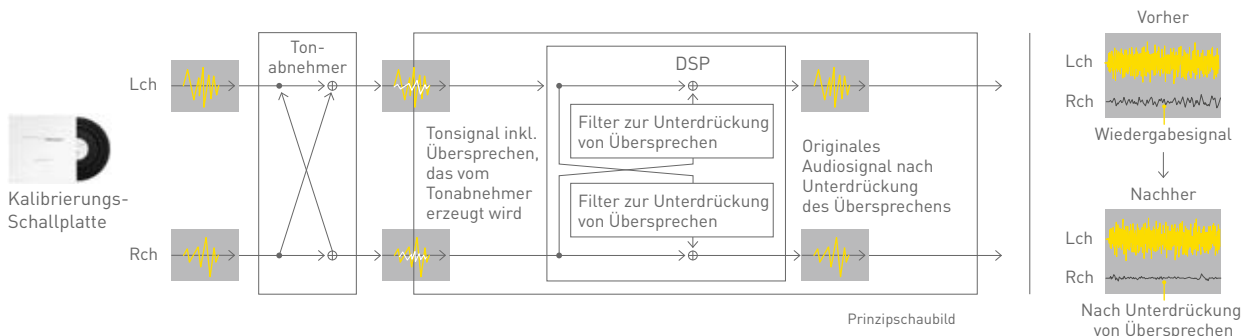 Kalibrierungs-
Schallplatte
Lch
Rch
Ton-
abnehmer
Tonsignal inkl.
Übersprechen,
das vom
Tonabnehmer
erzeugt wird
DSP
Filter zur Unterdrückung
von Übersprechen
Filter zur Unterdrückung
von Übersprechen
Originales
Audiosignal nach
Unterdrückung
des Übersprechens
Prinzipschaubild
Vorher
Lch
Rch
Wiedergabesignal
Nachher
Lch
Rch
Nach Unterdrückung
von Übersprechen